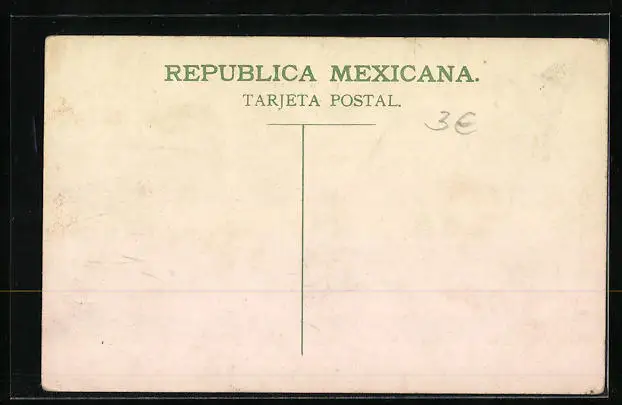 REPUBLICA MEXICANA.
TARJETA POSTAL.
3€